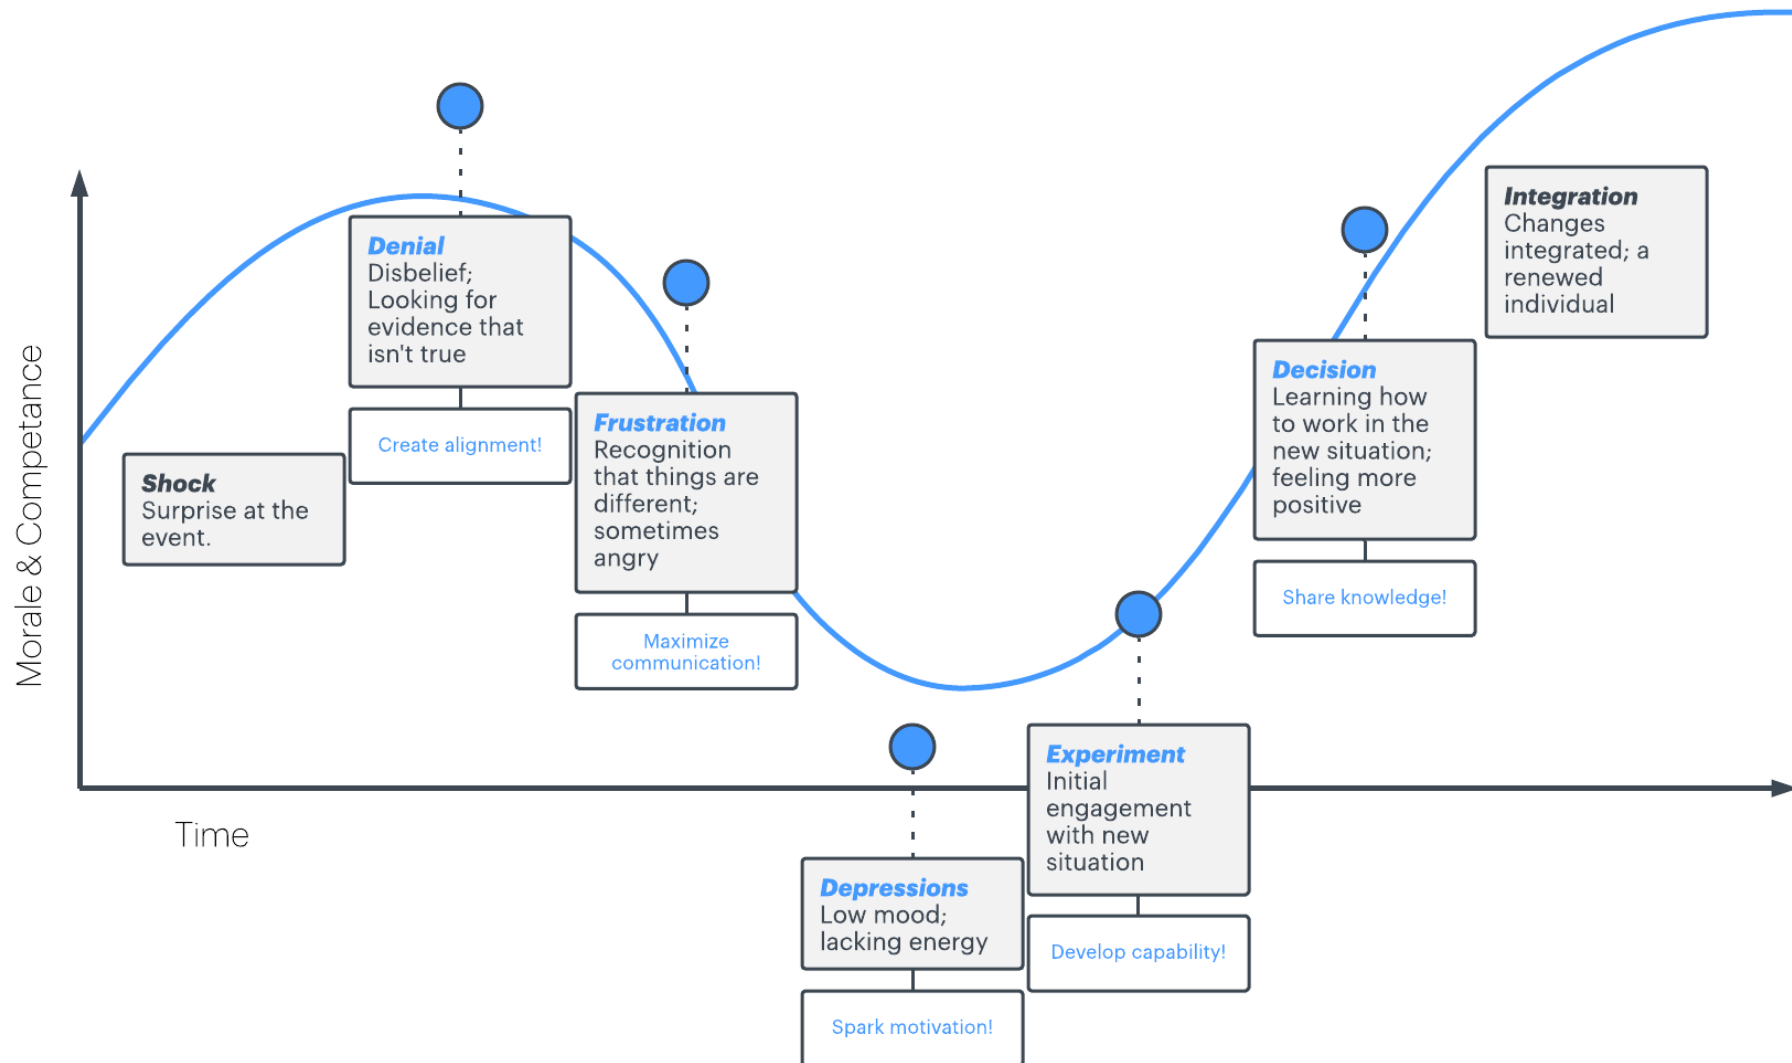 Morale & Competance
Time
Shock
Surprise at the
event.
Denial
Disbelief;
Looking for
evidence that
isn't true
Create alignment!
Frustration
Recognition
that things are
different;
sometimes
angry
Maximize
communication!
Depressions
Low mood;
lacking energy
Spark motivation!
Experiment
Initial
engagement
with new
situation
Develop capability!
Decision
Learning how
to work in the
new situation;
feeling more
positive
Share knowledge!
Integration
Changes
integrated; a
renewed
individual